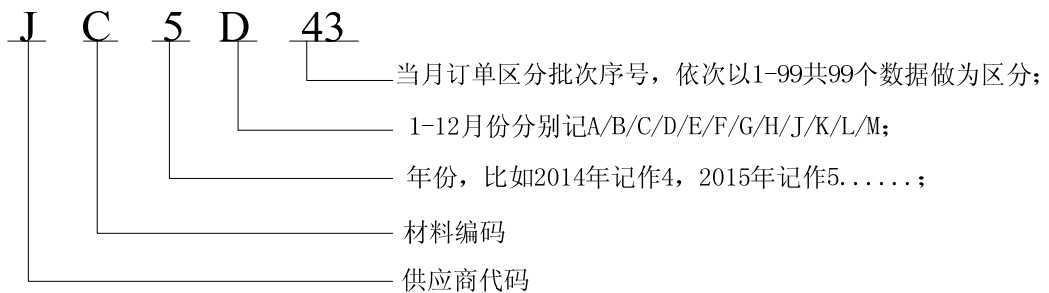 J C 5 D 43
当月订单区分批次序号，依次以1-99共99个数据做为区分；
1-12月份分别记A/B/C/D/E/F/G/H/J/K/L/M；
年份，比如2014年记作4，2015年记作5......；
材料编码
供应商代码